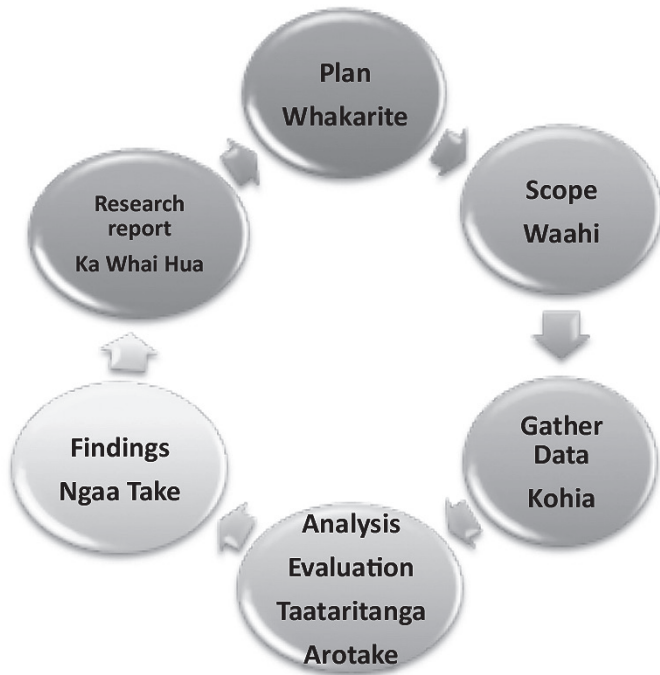 Plan
Whakarite
Scope
Waahi
Gather
Data
Kohia
Analysis
Evaluation
Taataritanga
Arotake
Findings
Ngaa Take
Research
report
Ka Whai Hua